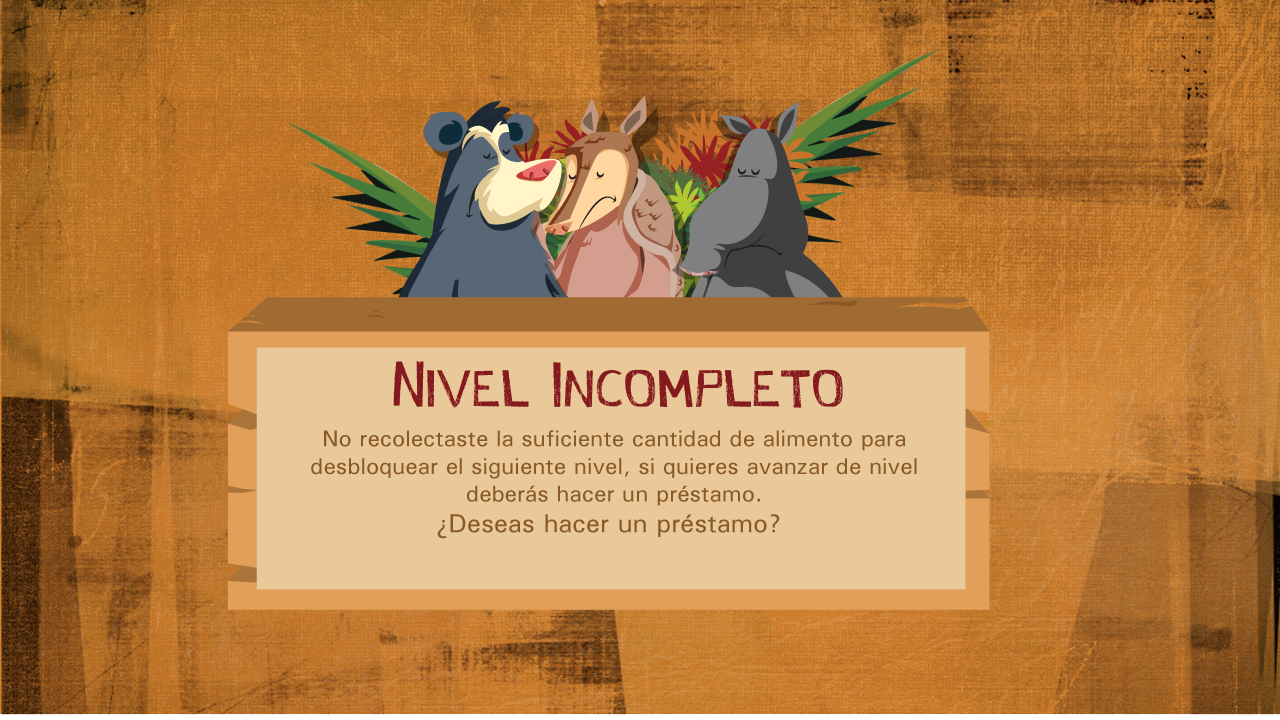 Nivel Incompleto
No recolectaste la suficiente cantidad de alimento para
desbloquear el siguiente nivel, si quieres avanzar de nivel
deberás hacer un préstamo.
¿Deseas hacer un préstamo?